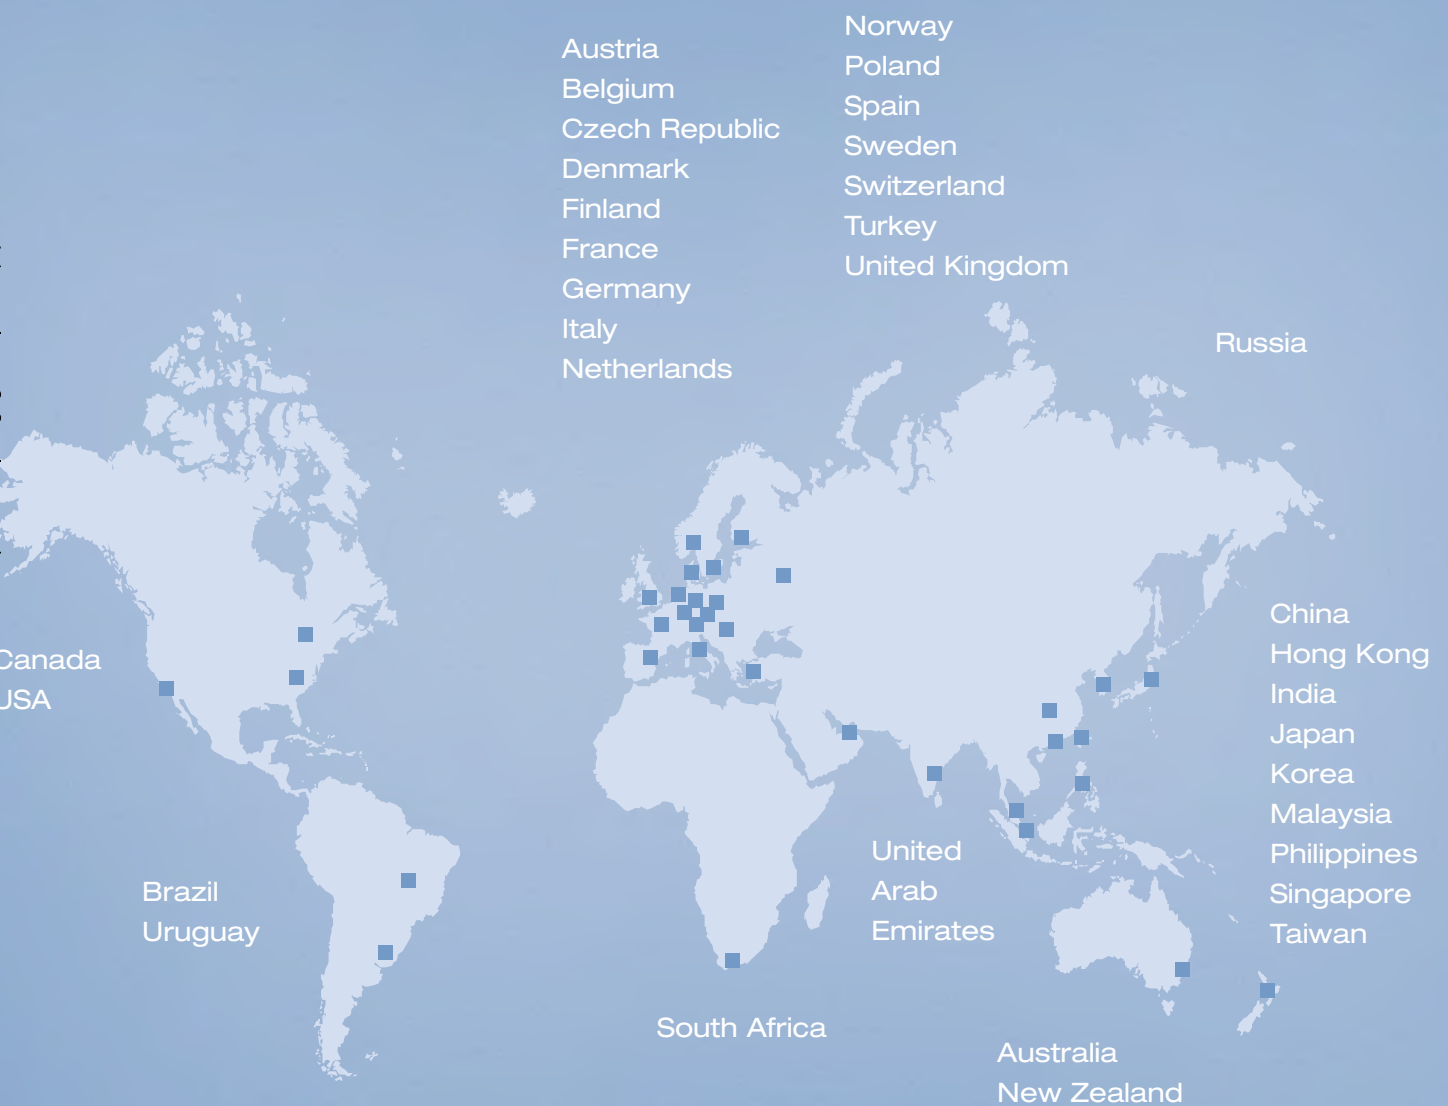 Austria
Belgium
Czech Republic
Denmark
Finland
France
Germany
Italy
Netherlands
Norway
Poland
Spain
Sweden
Switzerland
Turkey
United Kingdom
Russia
Canada
USA
Brazil
Uruguay
South Africa
United
Arab
Emirates
China
Hong Kong
India
Japan
Korea
Malaysia
Philippines
Singapore
Taiwan
Australia
New Zealand